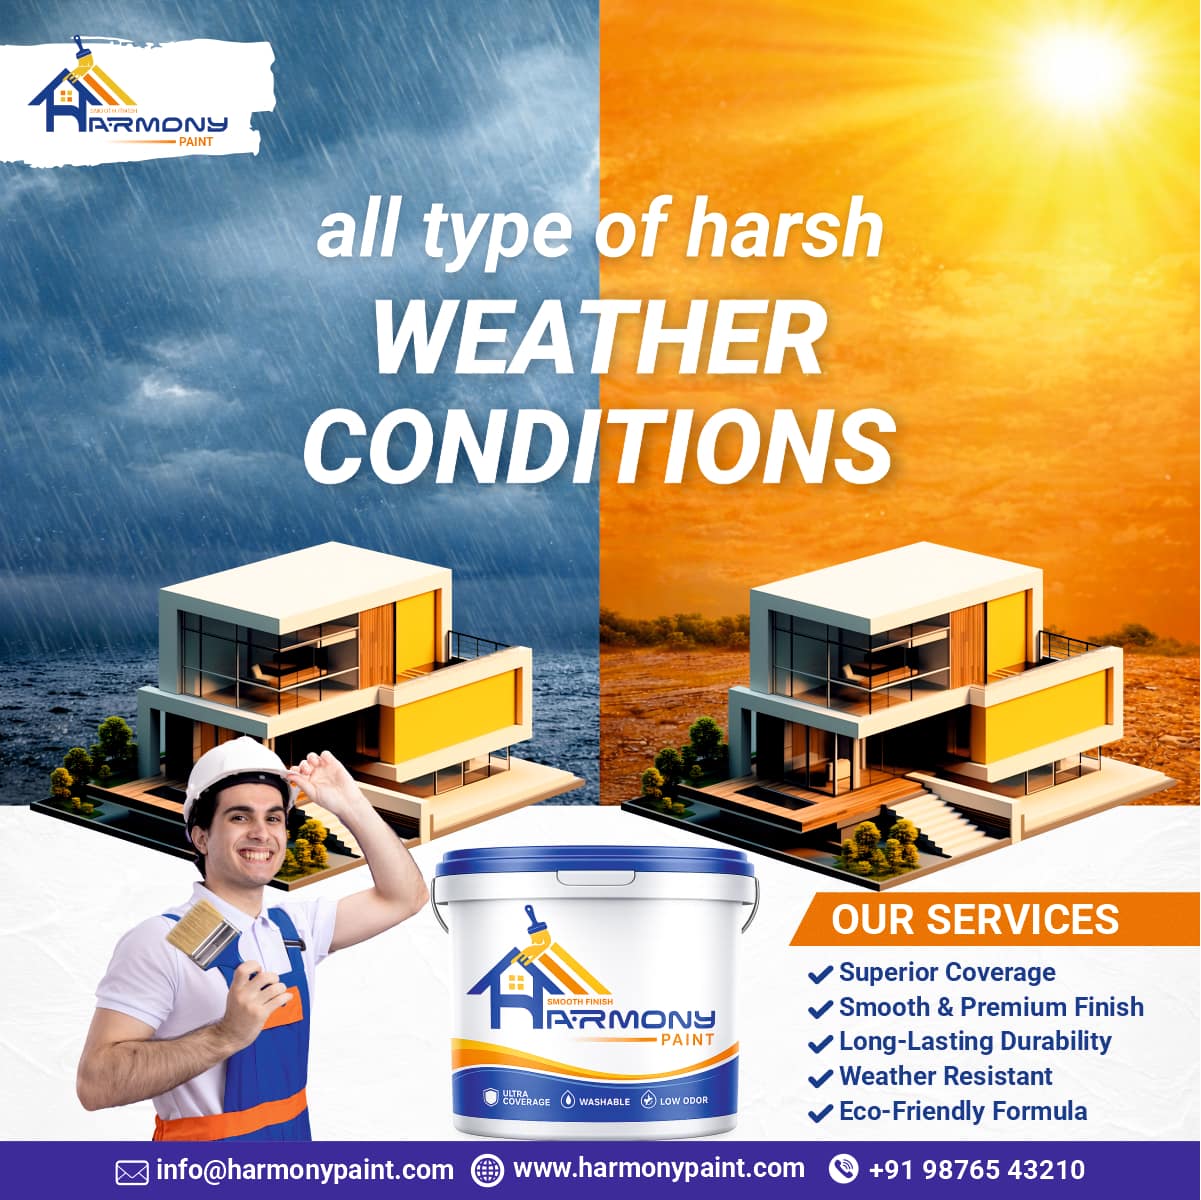 SMOOTH FINISH
HARMONY
PAINT
all type of harsh
WEATHER
CONDITIONS
SMOOTH FINISH
HARMONY
PAINT
ULTRA
COVERAGE
WASHABLE
LOW ODOR
OUR SERVICES
Superior Coverage
Smooth & Premium Finish
Long-Lasting Durability
Weather Resistant
Eco-Friendly Formula
info@harmonypaint.com www.harmonypaint.com +91 98765 43210